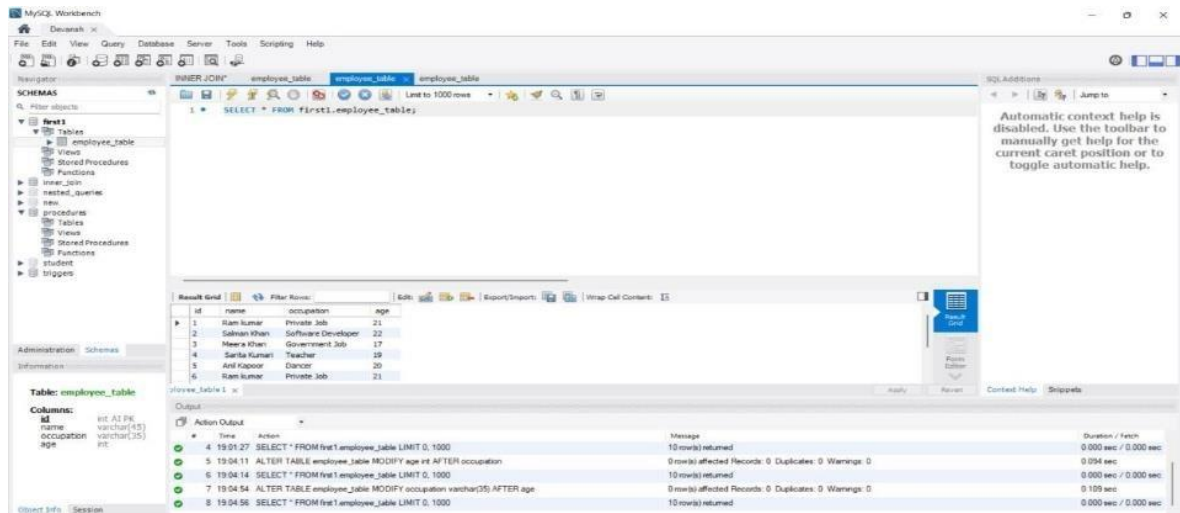 MySQL Workbench
Devansh ×
File Edit View Query Database Server Tools Scripting Help
Navigator
SCHEMAS
Filter objects
first1
Tables
employee_table
Views
Stored Procedures
Functions
inner_join
nested_queries
new
procedures
Tables
Views
Stored Procedures
Functions
student
triggers
Administration Schemas
Information
Table: employee_table
Columns:
id int AI PK
name varchar(45)
occupation varchar(35)
age int
Object Info Session
INNER JOIN* employee_table employee_table × employee_table
Limit to 1000 rows
1 SELECT * FROM first1.employee_table;
Result Grid Filter Rows: Edit: Export/Import: Wrap Cell Content:
id name occupation age
1 Ram kumar Private Job 21
2 Salman Khan Software Developer 22
3 Meera Khan Government Job 17
4 Sarita Kumari Teacher 19
5 Anil Kapoor Dancer 20
6 Ram kumar Private Job 21
Result Grid
Form Editor
ployee_table 1 ×
Apply Revert
Output
Action Output
# Time Action Message Duration / Fetch
4 19:01:27 SELECT * FROM first1.employee_table LIMIT 0, 1000 10 row(s) returned 0.000 sec / 0.000 sec
5 19:04:11 ALTER TABLE employee_table MODIFY age int AFTER occupation 0 row(s) affected Records: 0 Duplicates: 0 Warnings: 0 0.094 sec
6 19:04:14 SELECT * FROM first1.employee_table LIMIT 0, 1000 10 row(s) returned 0.000 sec / 0.000 sec
7 19:04:54 ALTER TABLE employee_table MODIFY occupation varchar(35) AFTER age 0 row(s) affected Records: 0 Duplicates: 0 Warnings: 0 0.109 sec
8 19:04:56 SELECT * FROM first1.employee_table LIMIT 0, 1000 10 row(s) returned 0.000 sec / 0.000 sec
SQL Additions
Jump to
Automatic context help is
disabled. Use the toolbar to
manually get help for the
current caret position or to
toggle automatic help.
Context Help Snippets